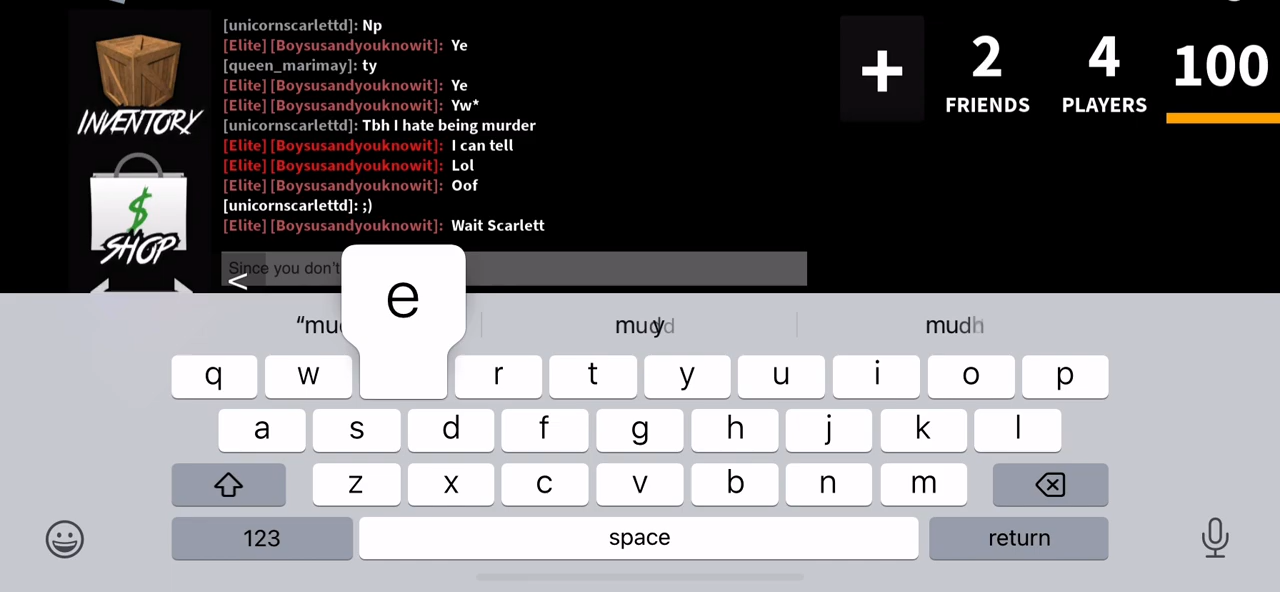 [unicornscarlettd]: Np
[Elite] [Boysusandyouknowit]: Ye
[queen_marimay]: ty
[Elite] [Boysusandyouknowit]: Ye
[Elite] [Boysusandyouknowit]: Yw*
[unicornscarlettd]: Tbh I hate being murder
[Elite] [Boysusandyouknowit]: I can tell
[Elite] [Boysusandyouknowit]: Lol
[Elite] [Boysusandyouknowit]: Oof
[unicornscarlettd]: ;)
[Elite] [Boysusandyouknowit]: Wait Scarlett
Since you don't
<
INVENTORY
$
SHOP
+
2
FRIENDS
4
PLAYERS
100
e
q w r t y u i o p
a s d f g h j k l
z x c v b n m
123 space return